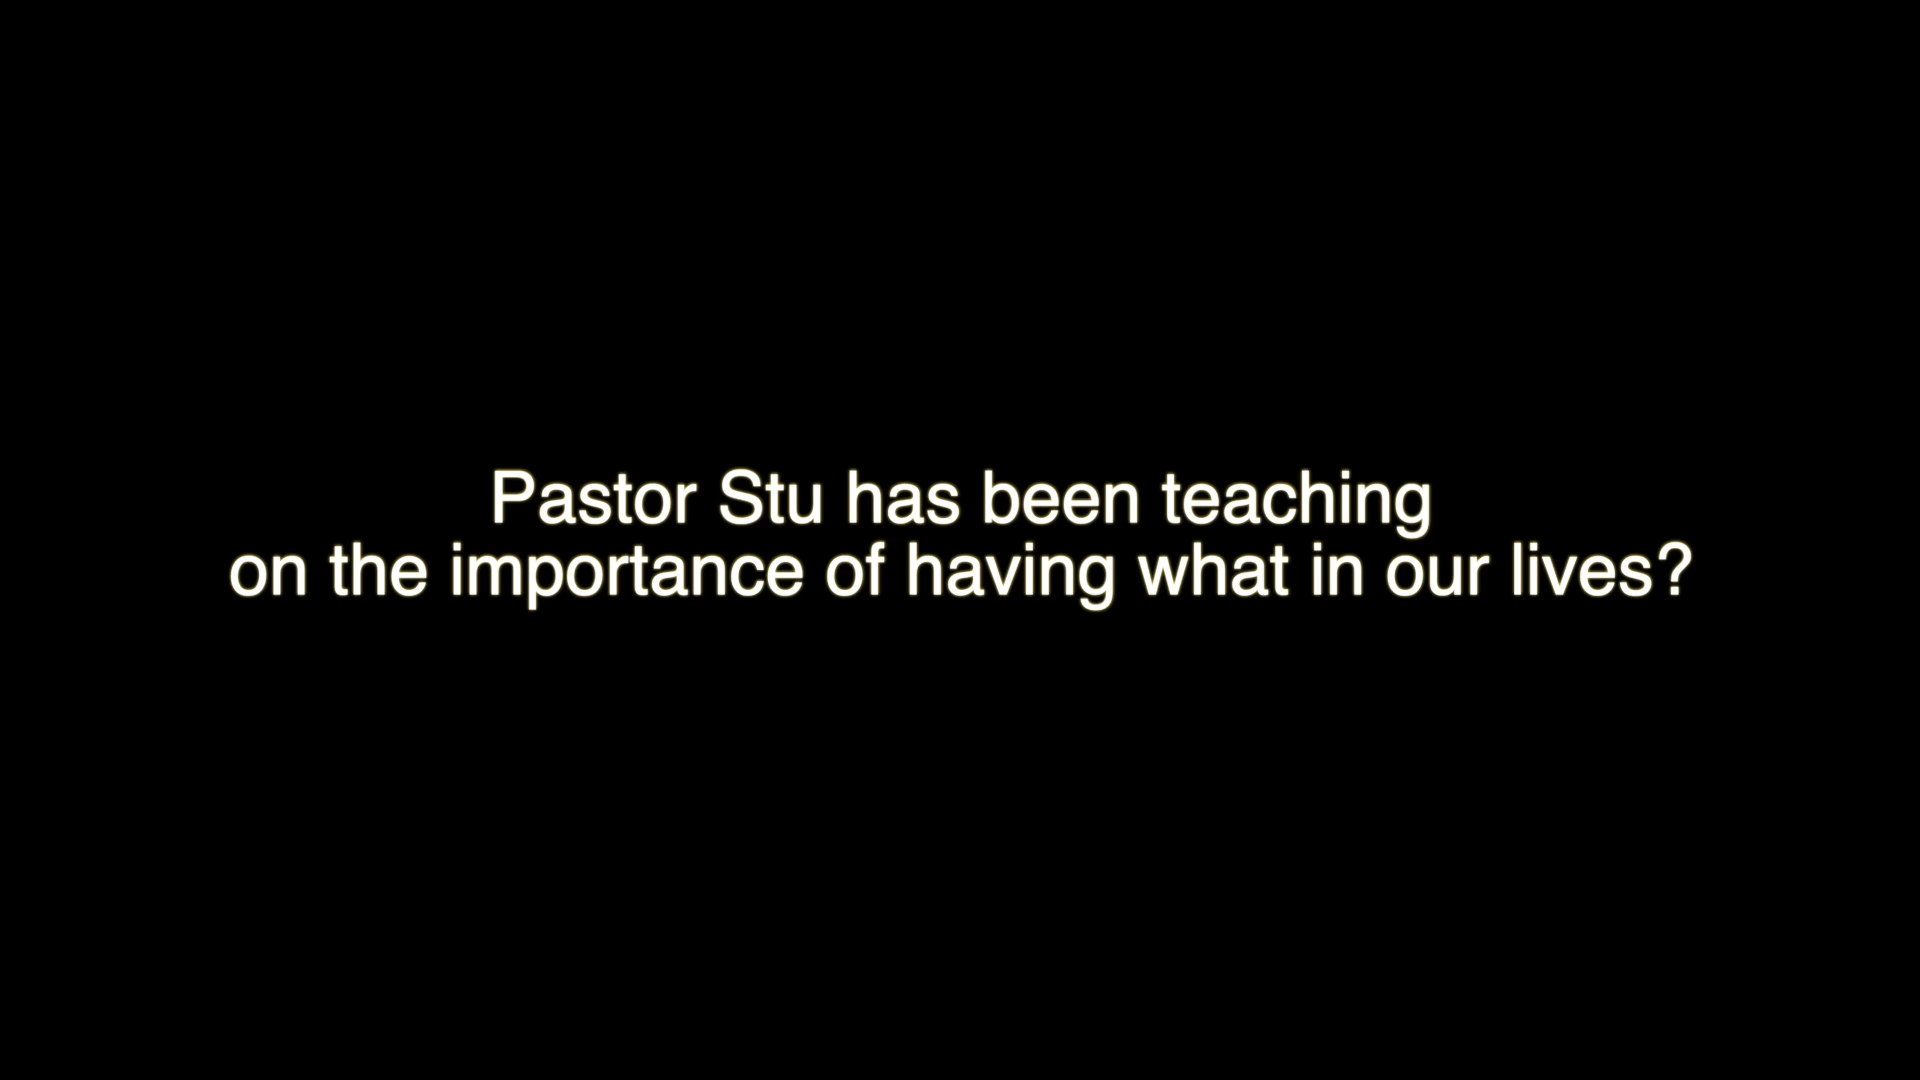 Pastor Stu has been teaching
on the importance of having what in our lives?